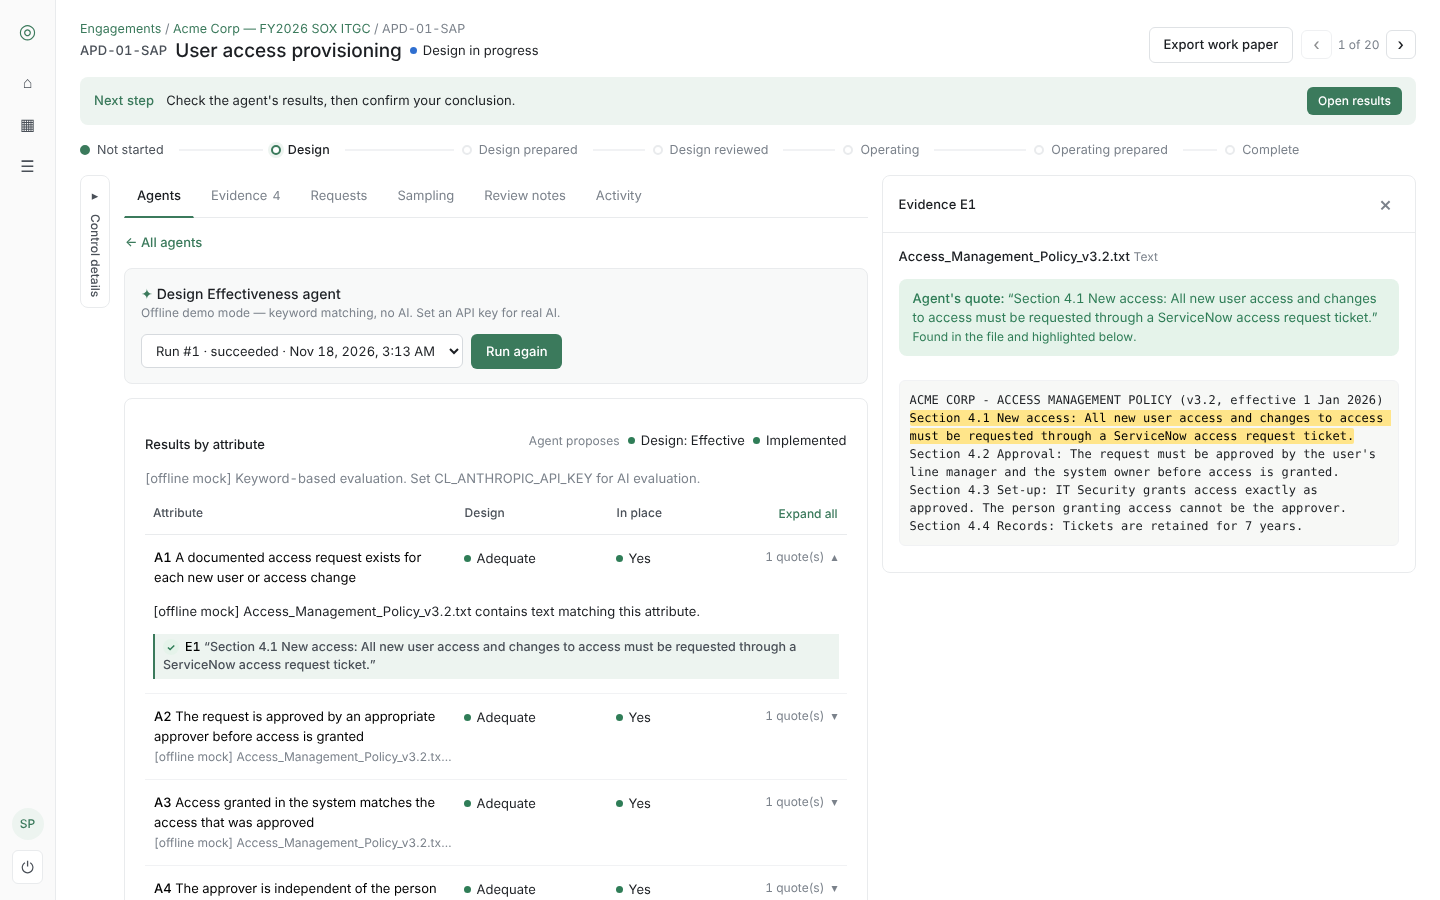 Engagements / Acme Corp — FY2026 SOX ITGC / APD-01-SAP
APD-01-SAP User access provisioning Design in progress
Export work paper
1 of 20
Next step Check the agent's results, then confirm your conclusion.
Open results
Not started
Design
Design prepared
Design reviewed
Operating
Operating prepared
Complete
Control details
Agents
Evidence 4
Requests
Sampling
Review notes
Activity
← All agents
Design Effectiveness agent
Offline demo mode — keyword matching, no AI. Set an API key for real AI.
Run #1 · succeeded · Nov 18, 2026, 3:13 AM
Run again
Results by attribute
Agent proposes Design: Effective Implemented
[offline mock] Keyword-based evaluation. Set CL_ANTHROPIC_API_KEY for AI evaluation.
Attribute Design In place Expand all
A1 A documented access request exists for
each new user or access change
Adequate
Yes
1 quote(s)
[offline mock] Access_Management_Policy_v3.2.txt contains text matching this attribute.
E1 “Section 4.1 New access: All new user access and changes to access must be requested through a
ServiceNow access request ticket.”
A2 The request is approved by an appropriate
approver before access is granted
[offline mock] Access_Management_Policy_v3.2.tx...
Adequate
Yes
1 quote(s)
A3 Access granted in the system matches the
access that was approved
[offline mock] Access_Management_Policy_v3.2.tx...
Adequate
Yes
1 quote(s)
A4 The approver is independent of the person
Adequate
Yes
1 quote(s)
Evidence E1
Access_Management_Policy_v3.2.txt Text
Agent's quote: “Section 4.1 New access: All new user access and changes
to access must be requested through a ServiceNow access request ticket.”
Found in the file and highlighted below.
ACME CORP - ACCESS MANAGEMENT POLICY (v3.2, effective 1 Jan 2026)
Section 4.1 New access: All new user access and changes to access
must be requested through a ServiceNow access request ticket.
Section 4.2 Approval: The request must be approved by the user's
line manager and the system owner before access is granted.
Section 4.3 Set-up: IT Security grants access exactly as
approved. The person granting access cannot be the approver.
Section 4.4 Records: Tickets are retained for 7 years.
SP